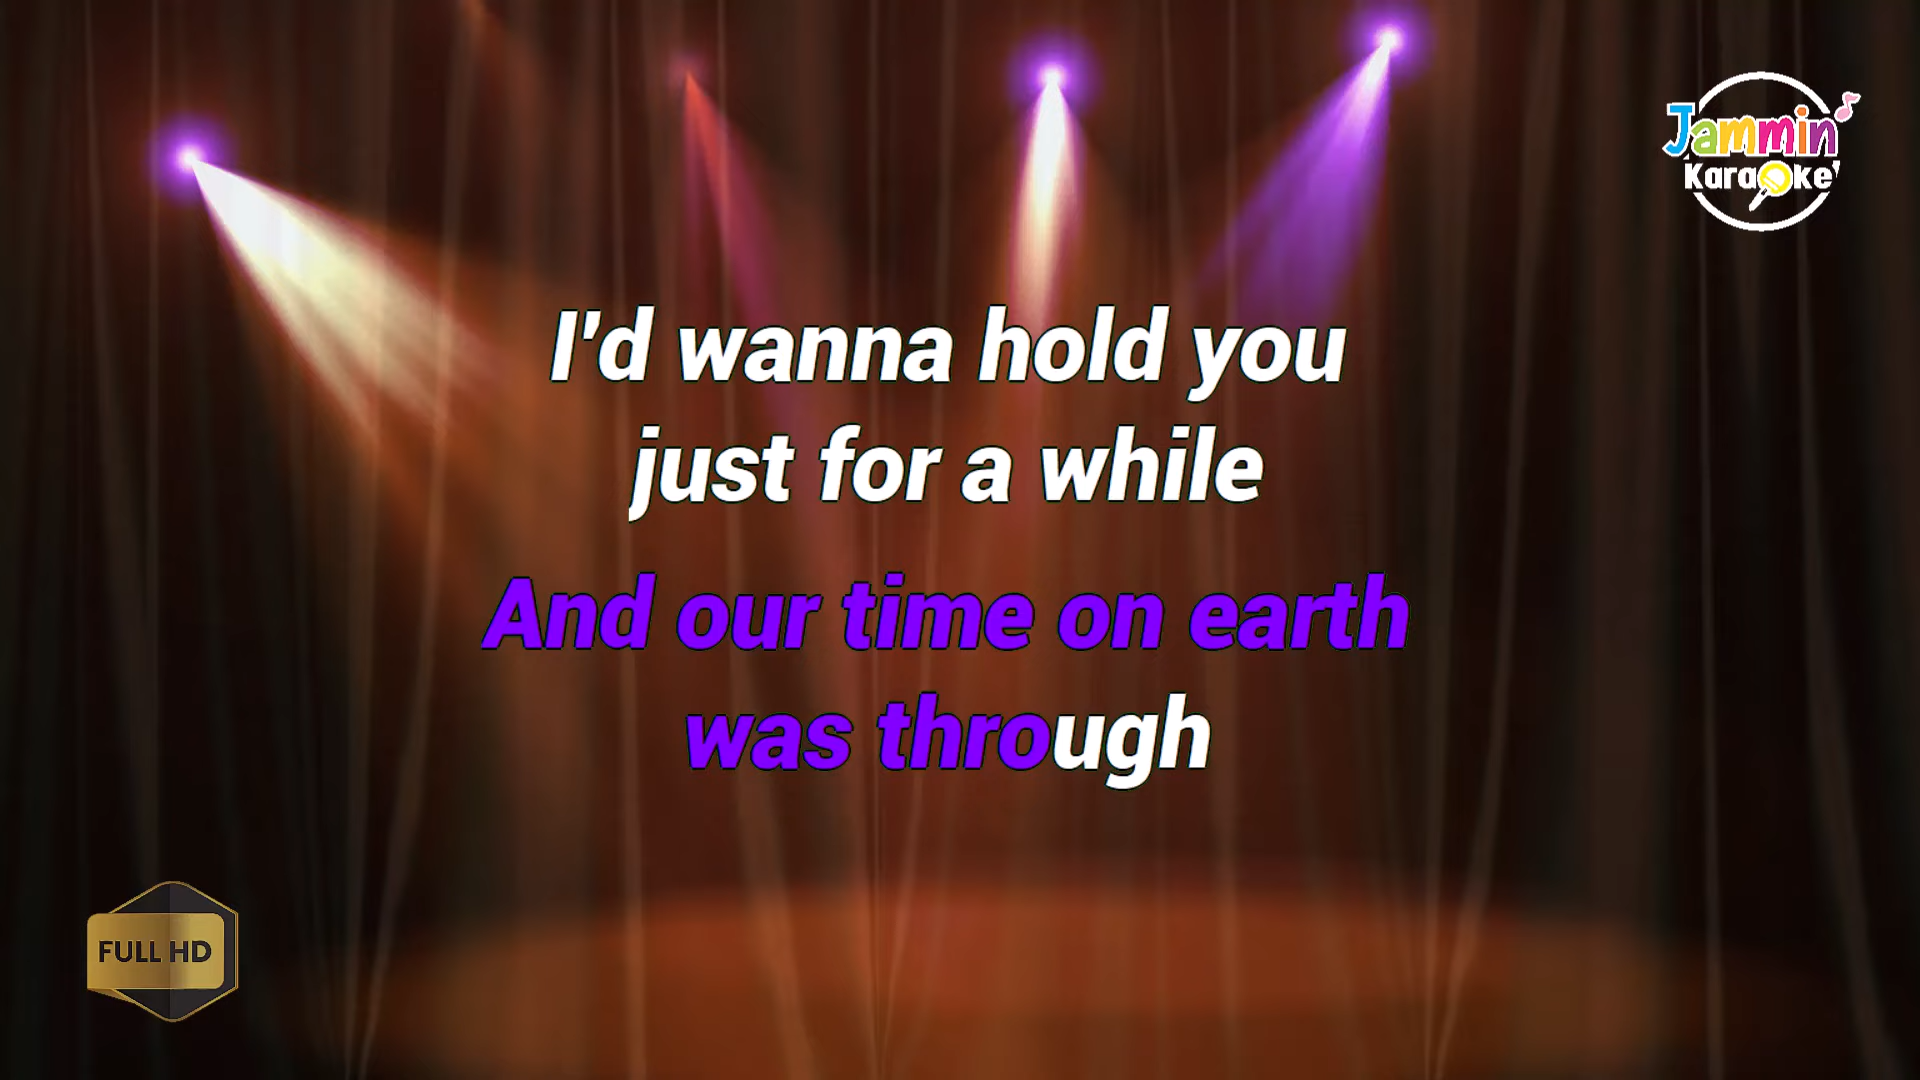 Jammin'
Karaoke
I'd wanna hold you
just for a while
And our time on earth
was through
FULL HD